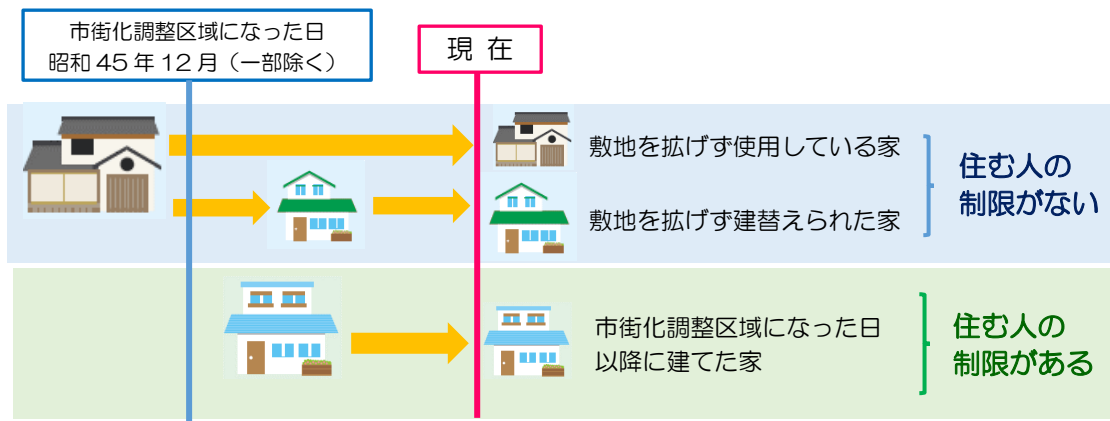 市街化調整区域になった日
昭和45年12月（一部除く）
現 在
敷地を拡げず使用している家
敷地を拡げず建替えられた家
住む人の
制限がない
市街化調整区域になった日
以降に建てた家
住む人の
制限がある